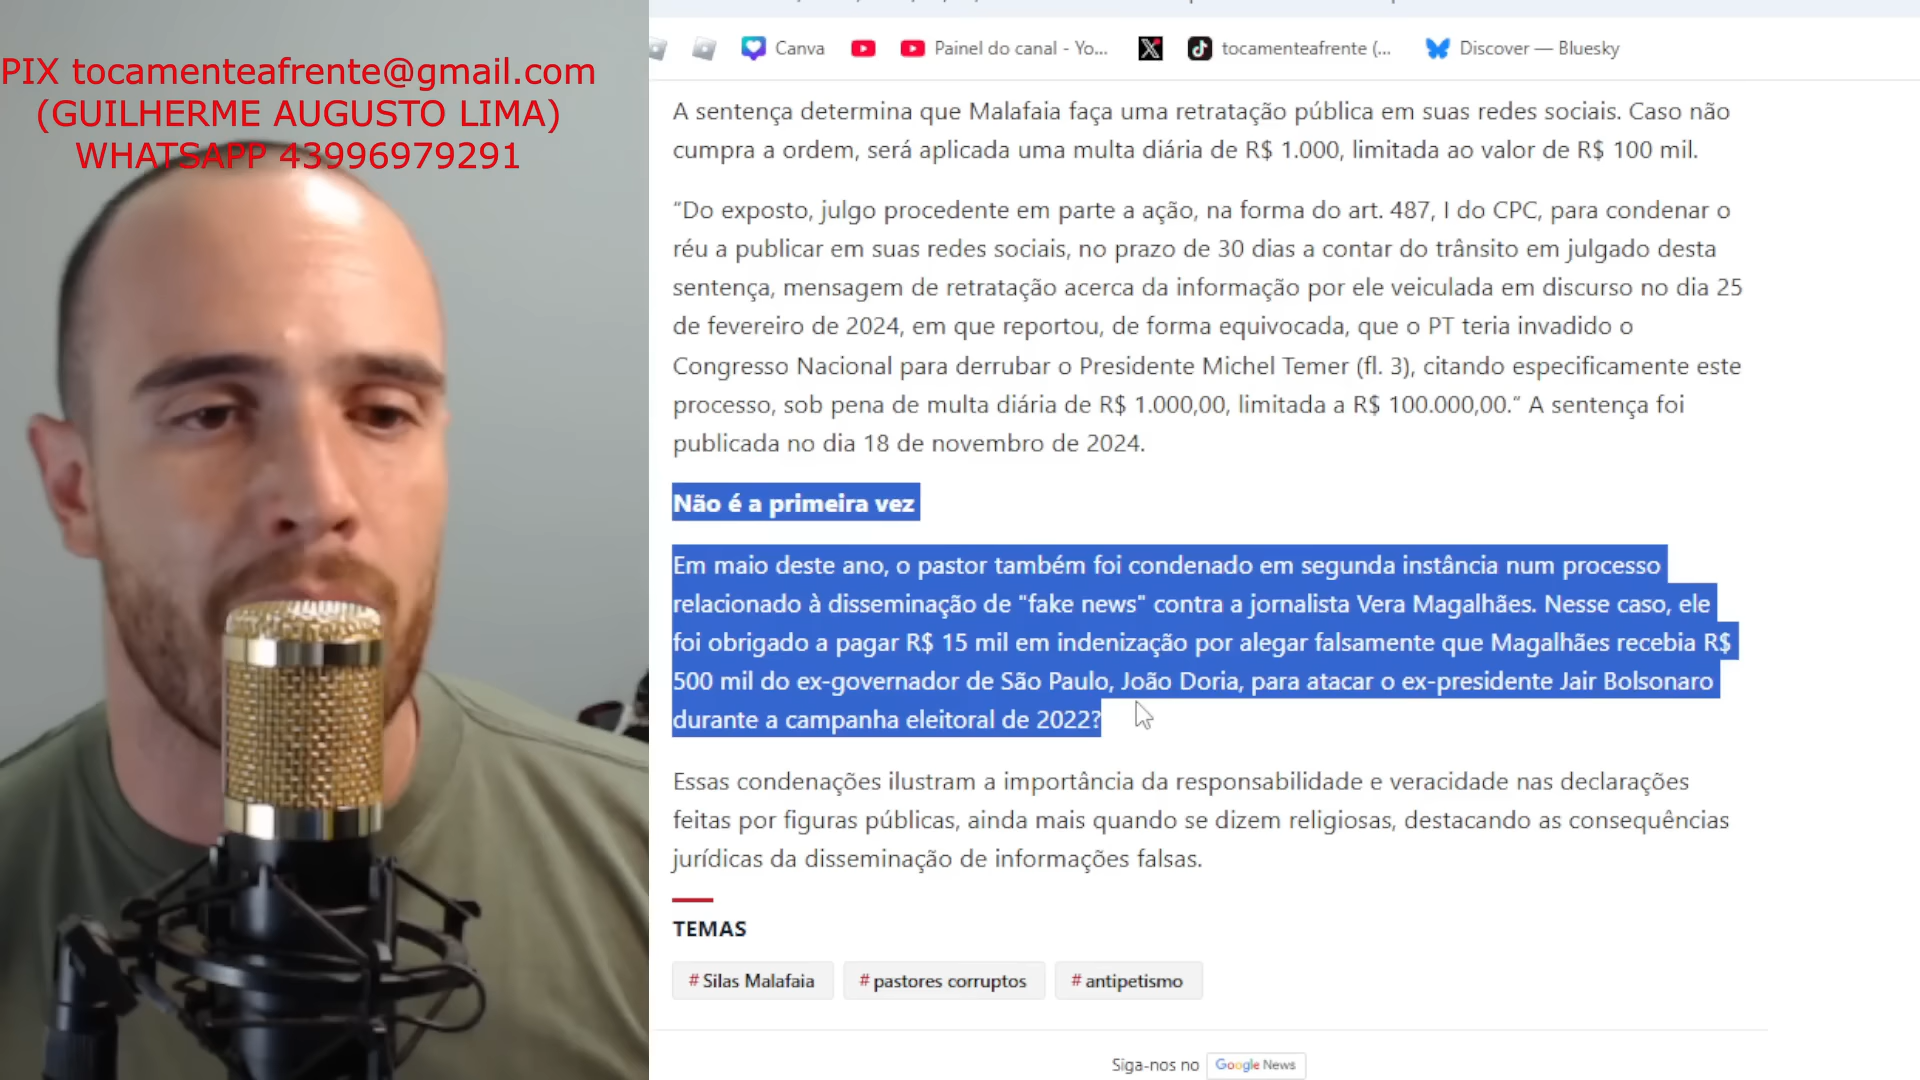 PIX tocamenteafrente@gmail.com
(GUILHERME AUGUSTO LIMA)
WHATSAPP 43996979291
Canva
Painel do canal - Yo...
tocamenteafrente (...
Discover — Bluesky
A sentença determina que Malafaia faça uma retratação pública em suas redes sociais. Caso não
cumpra a ordem, será aplicada uma multa diária de R$ 1.000, limitada ao valor de R$ 100 mil.
“Do exposto, julgo procedente em parte a ação, na forma do art. 487, I do CPC, para condenar o
réu a publicar em suas redes sociais, no prazo de 30 dias a contar do trânsito em julgado desta
sentença, mensagem de retratação acerca da informação por ele veiculada em discurso no dia 25
de fevereiro de 2024, em que reportou, de forma equivocada, que o PT teria invadido o
Congresso Nacional para derrubar o Presidente Michel Temer (fl. 3), citando especificamente este
processo, sob pena de multa diária de R$ 1.000,00, limitada a R$ 100.000,00.“ A sentença foi
publicada no dia 18 de novembro de 2024.
Não é a primeira vez
Em maio deste ano, o pastor também foi condenado em segunda instância num processo
relacionado à disseminação de "fake news" contra a jornalista Vera Magalhães. Nesse caso, ele
foi obrigado a pagar R$ 15 mil em indenização por alegar falsamente que Magalhães recebia R$
500 mil do ex-governador de São Paulo, João Doria, para atacar o ex-presidente Jair Bolsonaro
durante a campanha eleitoral de 2022?
Essas condenações ilustram a importância da responsabilidade e veracidade nas declarações
feitas por figuras públicas, ainda mais quando se dizem religiosas, destacando as consequências
jurídicas da disseminação de informações falsas.
TEMAS
# Silas Malafaia
# pastores corruptos
# antipetismo
Siga-nos no
Google News